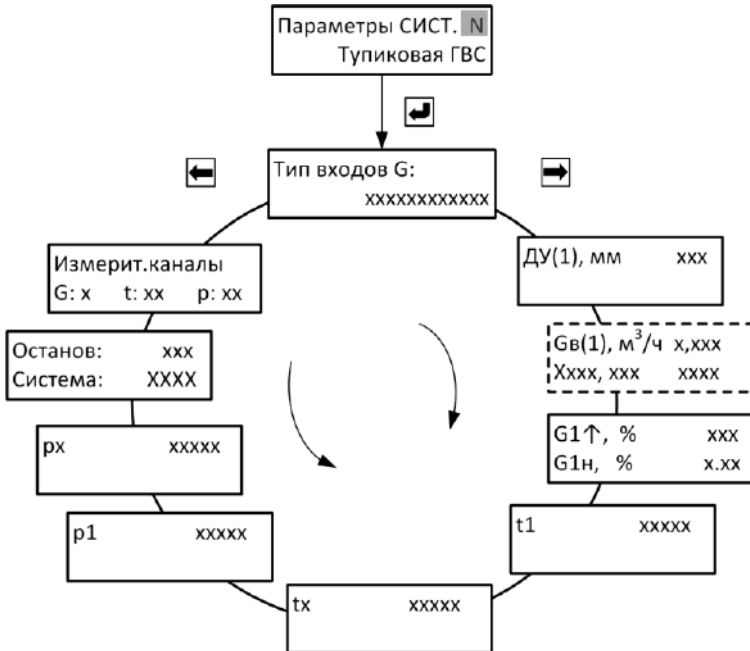 Параметры СИСТ. N
Тупиковая ГВС
Тип входов G:
xxxxxxxxxxxx
ДУ(1), мм xxx
Gв(1), м³/ч x,xxx
Xxxx, xxx xxxx
G1↑, % xxx
G1н, % x.xx
t1 xxxxx
tx xxxxx
p1 xxxxx
px xxxxx
Останов: xxx
Система: XXXX
Измерит.каналы
G: x t: xx p: xx